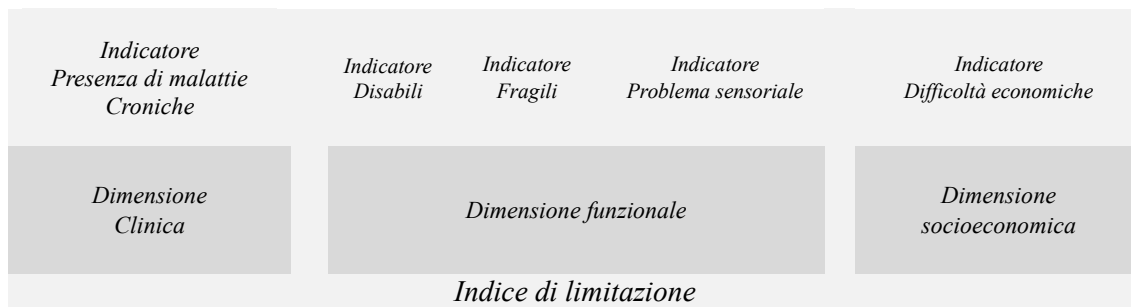 Indicatore
Presenza di malattie
Croniche
Indicatore
Disabili
Indicatore
Fragili
Indicatore
Problema sensoriale
Indicatore
Difficoltà economiche
Dimensione
Clinica
Dimensione funzionale
Dimensione
socioeconomica
Indice di limitazione